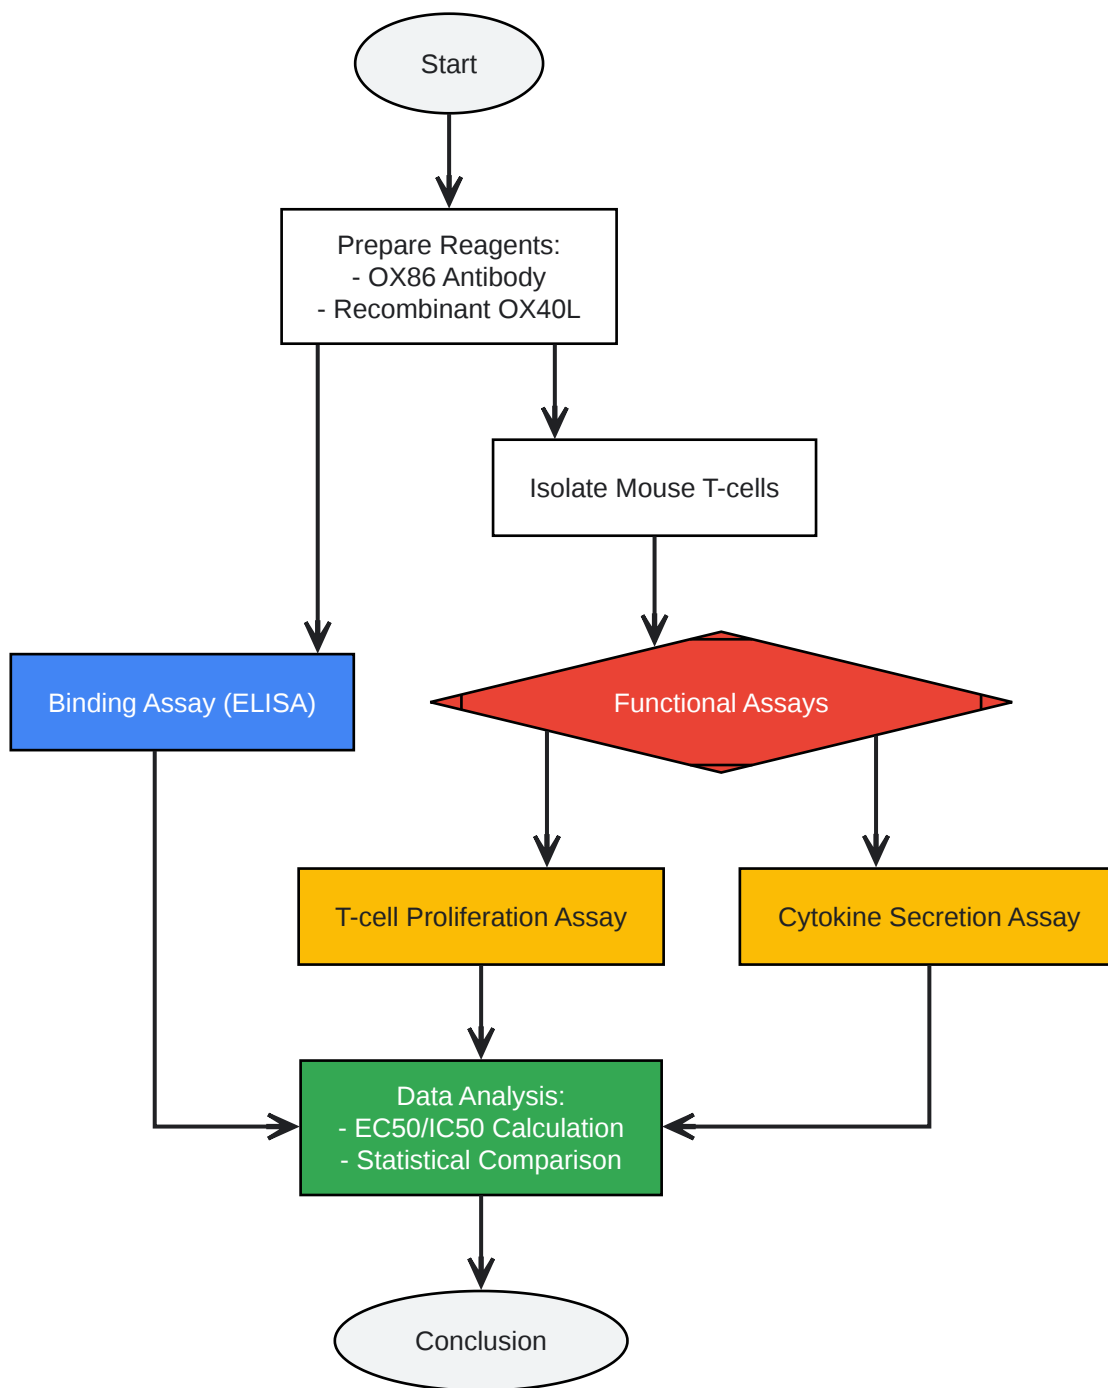 Start
Prepare Reagents:
- OX86 Antibody
- Recombinant OX40L
Isolate Mouse T-cells
Binding Assay (ELISA)
Functional Assays
T-cell Proliferation Assay
Cytokine Secretion Assay
Data Analysis:
- EC50/IC50 Calculation
- Statistical Comparison
Conclusion